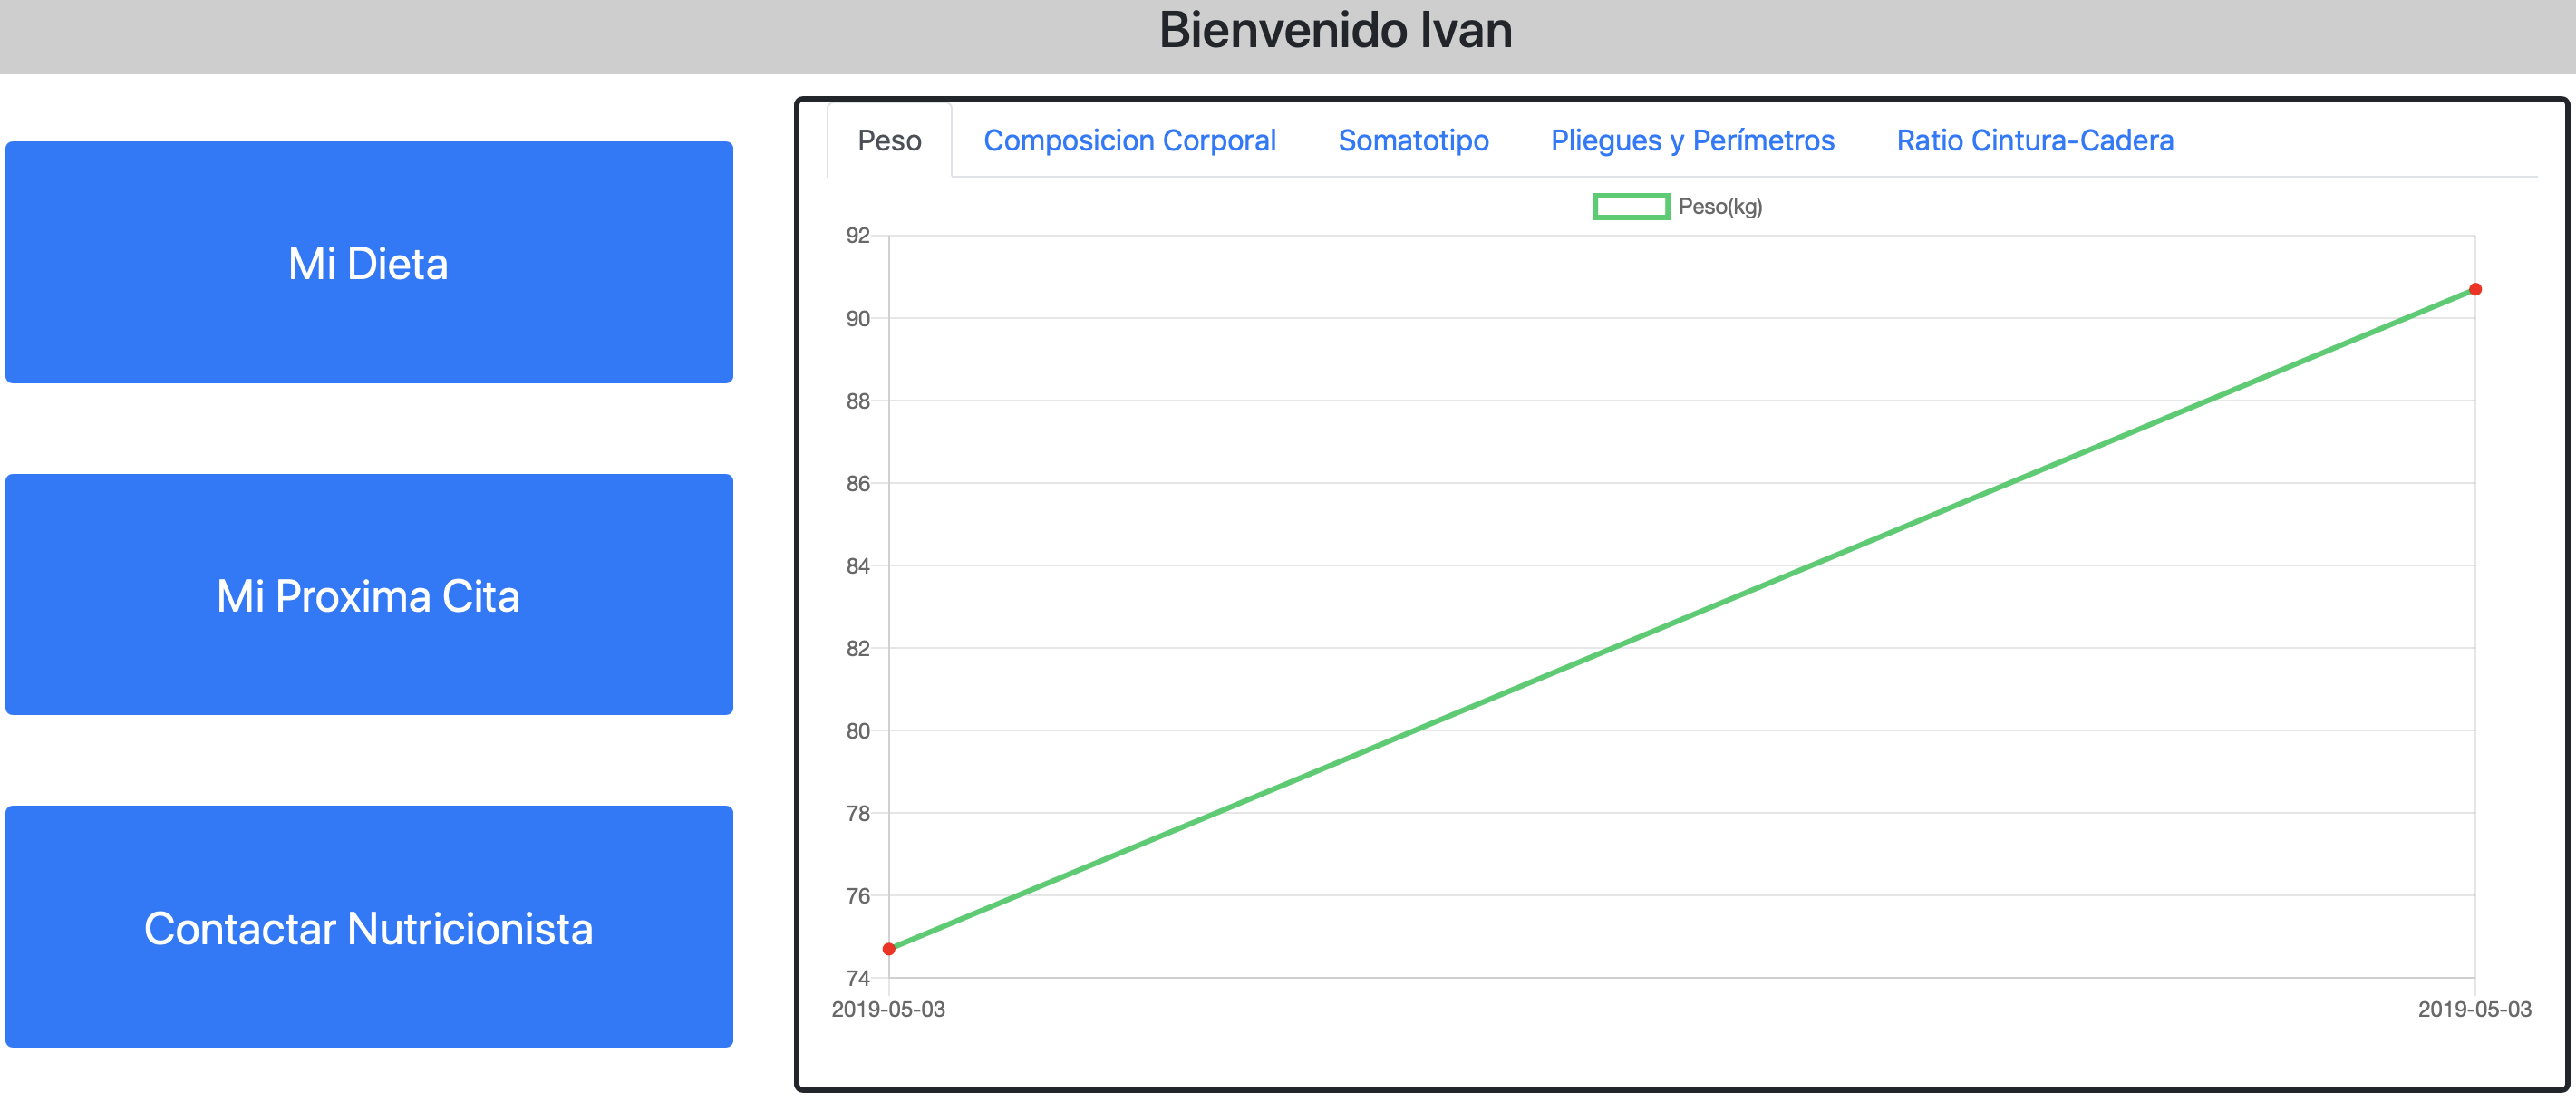 Bienvenido Ivan
Mi Dieta
Mi Proxima Cita
Contactar Nutricionista
Peso Composicion Corporal Somatotipo Pliegues y Perímetros Ratio Cintura-Cadera
Peso(kg)
92
90
88
86
84
82
80
78
76
74
2019-05-03 2019-05-03